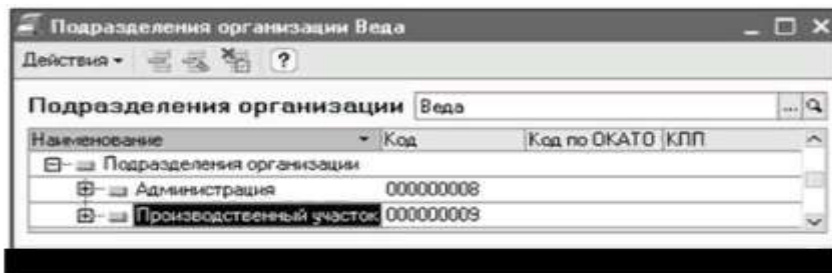 Подразделения организации Веда
Действия ?
Подразделения организации Веда ...
Наименование Код Код по ОКАТО КПП
Подразделения организации
Администрация 000000008
Производственный участок 000000009